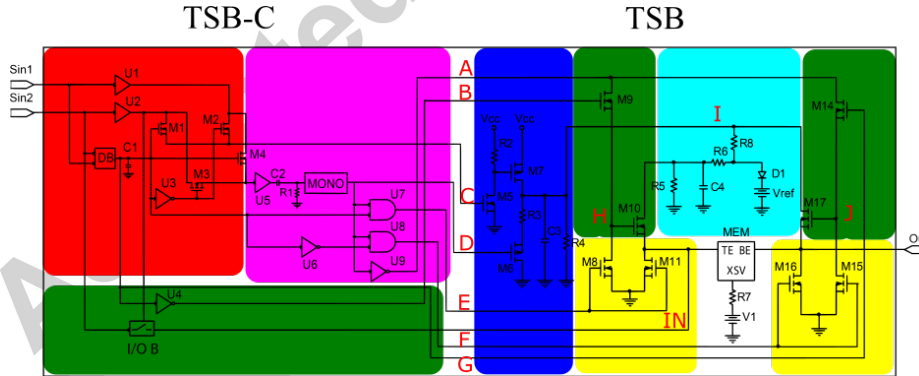 TSB-C TSB
Sin1 U1 A
Sin2 U2 B
M1 M2 M9 M14
Vcc Vcc I
DB C1 M4 R2 M7 R6 R8
M3 C2 MONO U7 C M5 R5 C4 D1
U3 U5 R1 Vref
U8 R3 H M10 M17 J
D C3 R4 MEM O
U6 U9 M6 M8 M11 TE BE M16 M15
XSV
U4 E R7
IN V1
I/O B F
G